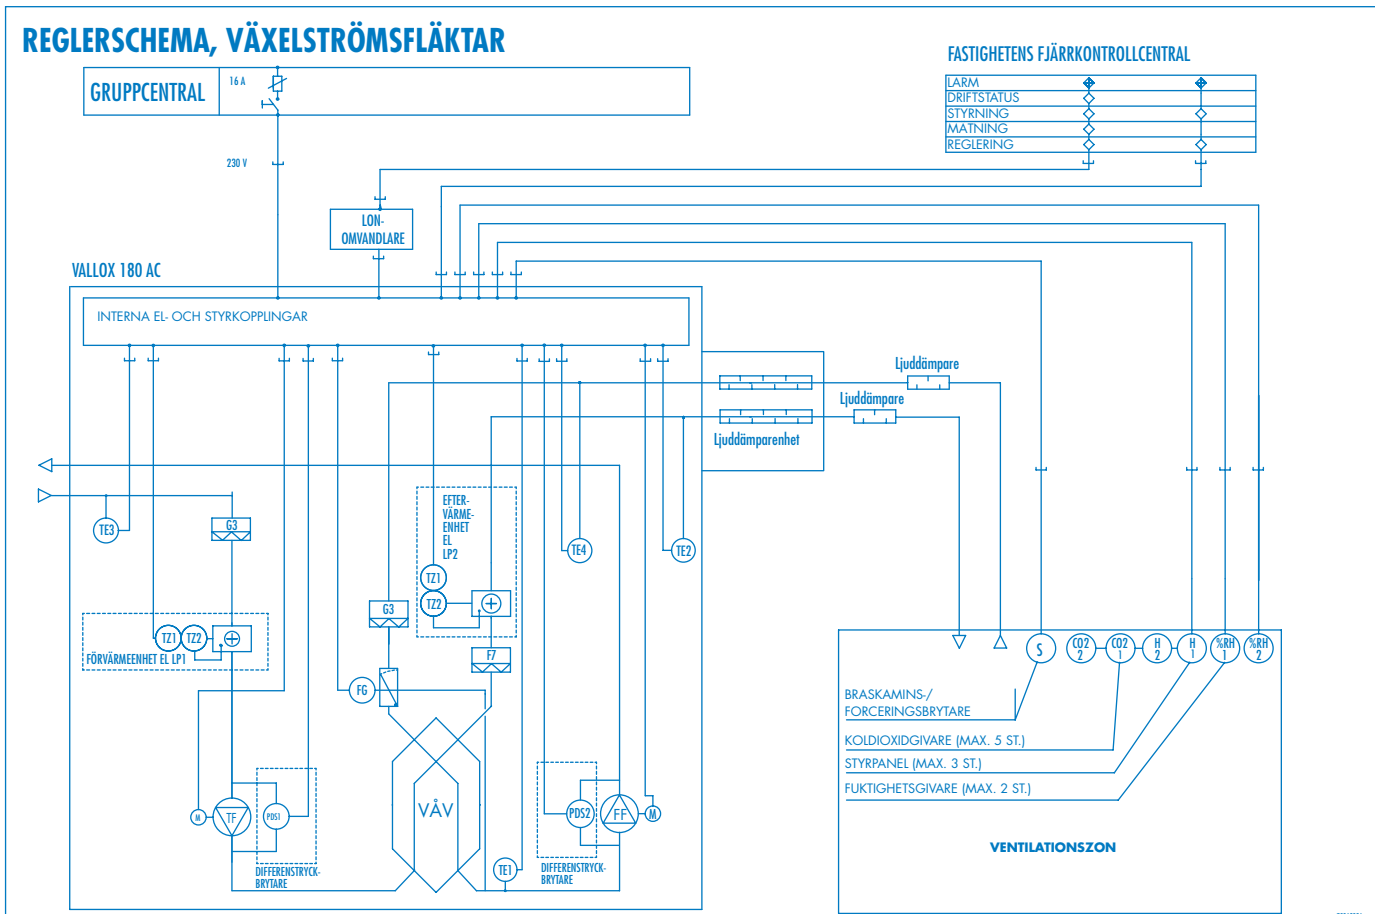 REGLERSCHEMA, VÄXELSTRÖMSFLÄKTAR
FASTIGHETENS FJÄRRKONTROLLCENTRAL
GRUPPCENTRAL
16 A
LARM
DRIFTSTATUS
STYRNING
MATNING
REGLERING
230 V
LON-
OMVANDLARE
VALLOX 180 AC
INTERNA EL- OCH STYRKOPPLINGAR
Ljuddämpare
Ljuddämpare
Ljuddämparenhet
EFTER-
VÄRME-
ENHET
EL
LP2
TE3
G3
TE4
TE2
TZ1
TZ2
G3
TZ1
TZ2
FÖRVÄRMEENHET EL LP1
F7
FG
S
CO2
2
CO2
1
H
2
H
1
%RH
1
%RH
2
BRASKAMINS-/
FORCERINGSBRYTARE
KOLDIOXIDGIVARE (MAX. 5 ST.)
STYRPANEL (MAX. 3 ST.)
FUKTIGHETSGIVARE (MAX. 2 ST.)
VENTILATIONSZON
M
TF
PDS1
VÅV
PDS2
FF
M
TE1
DIFFERENSTRYCK-
BRYTARE
DIFFERENSTRYCK-
BRYTARE